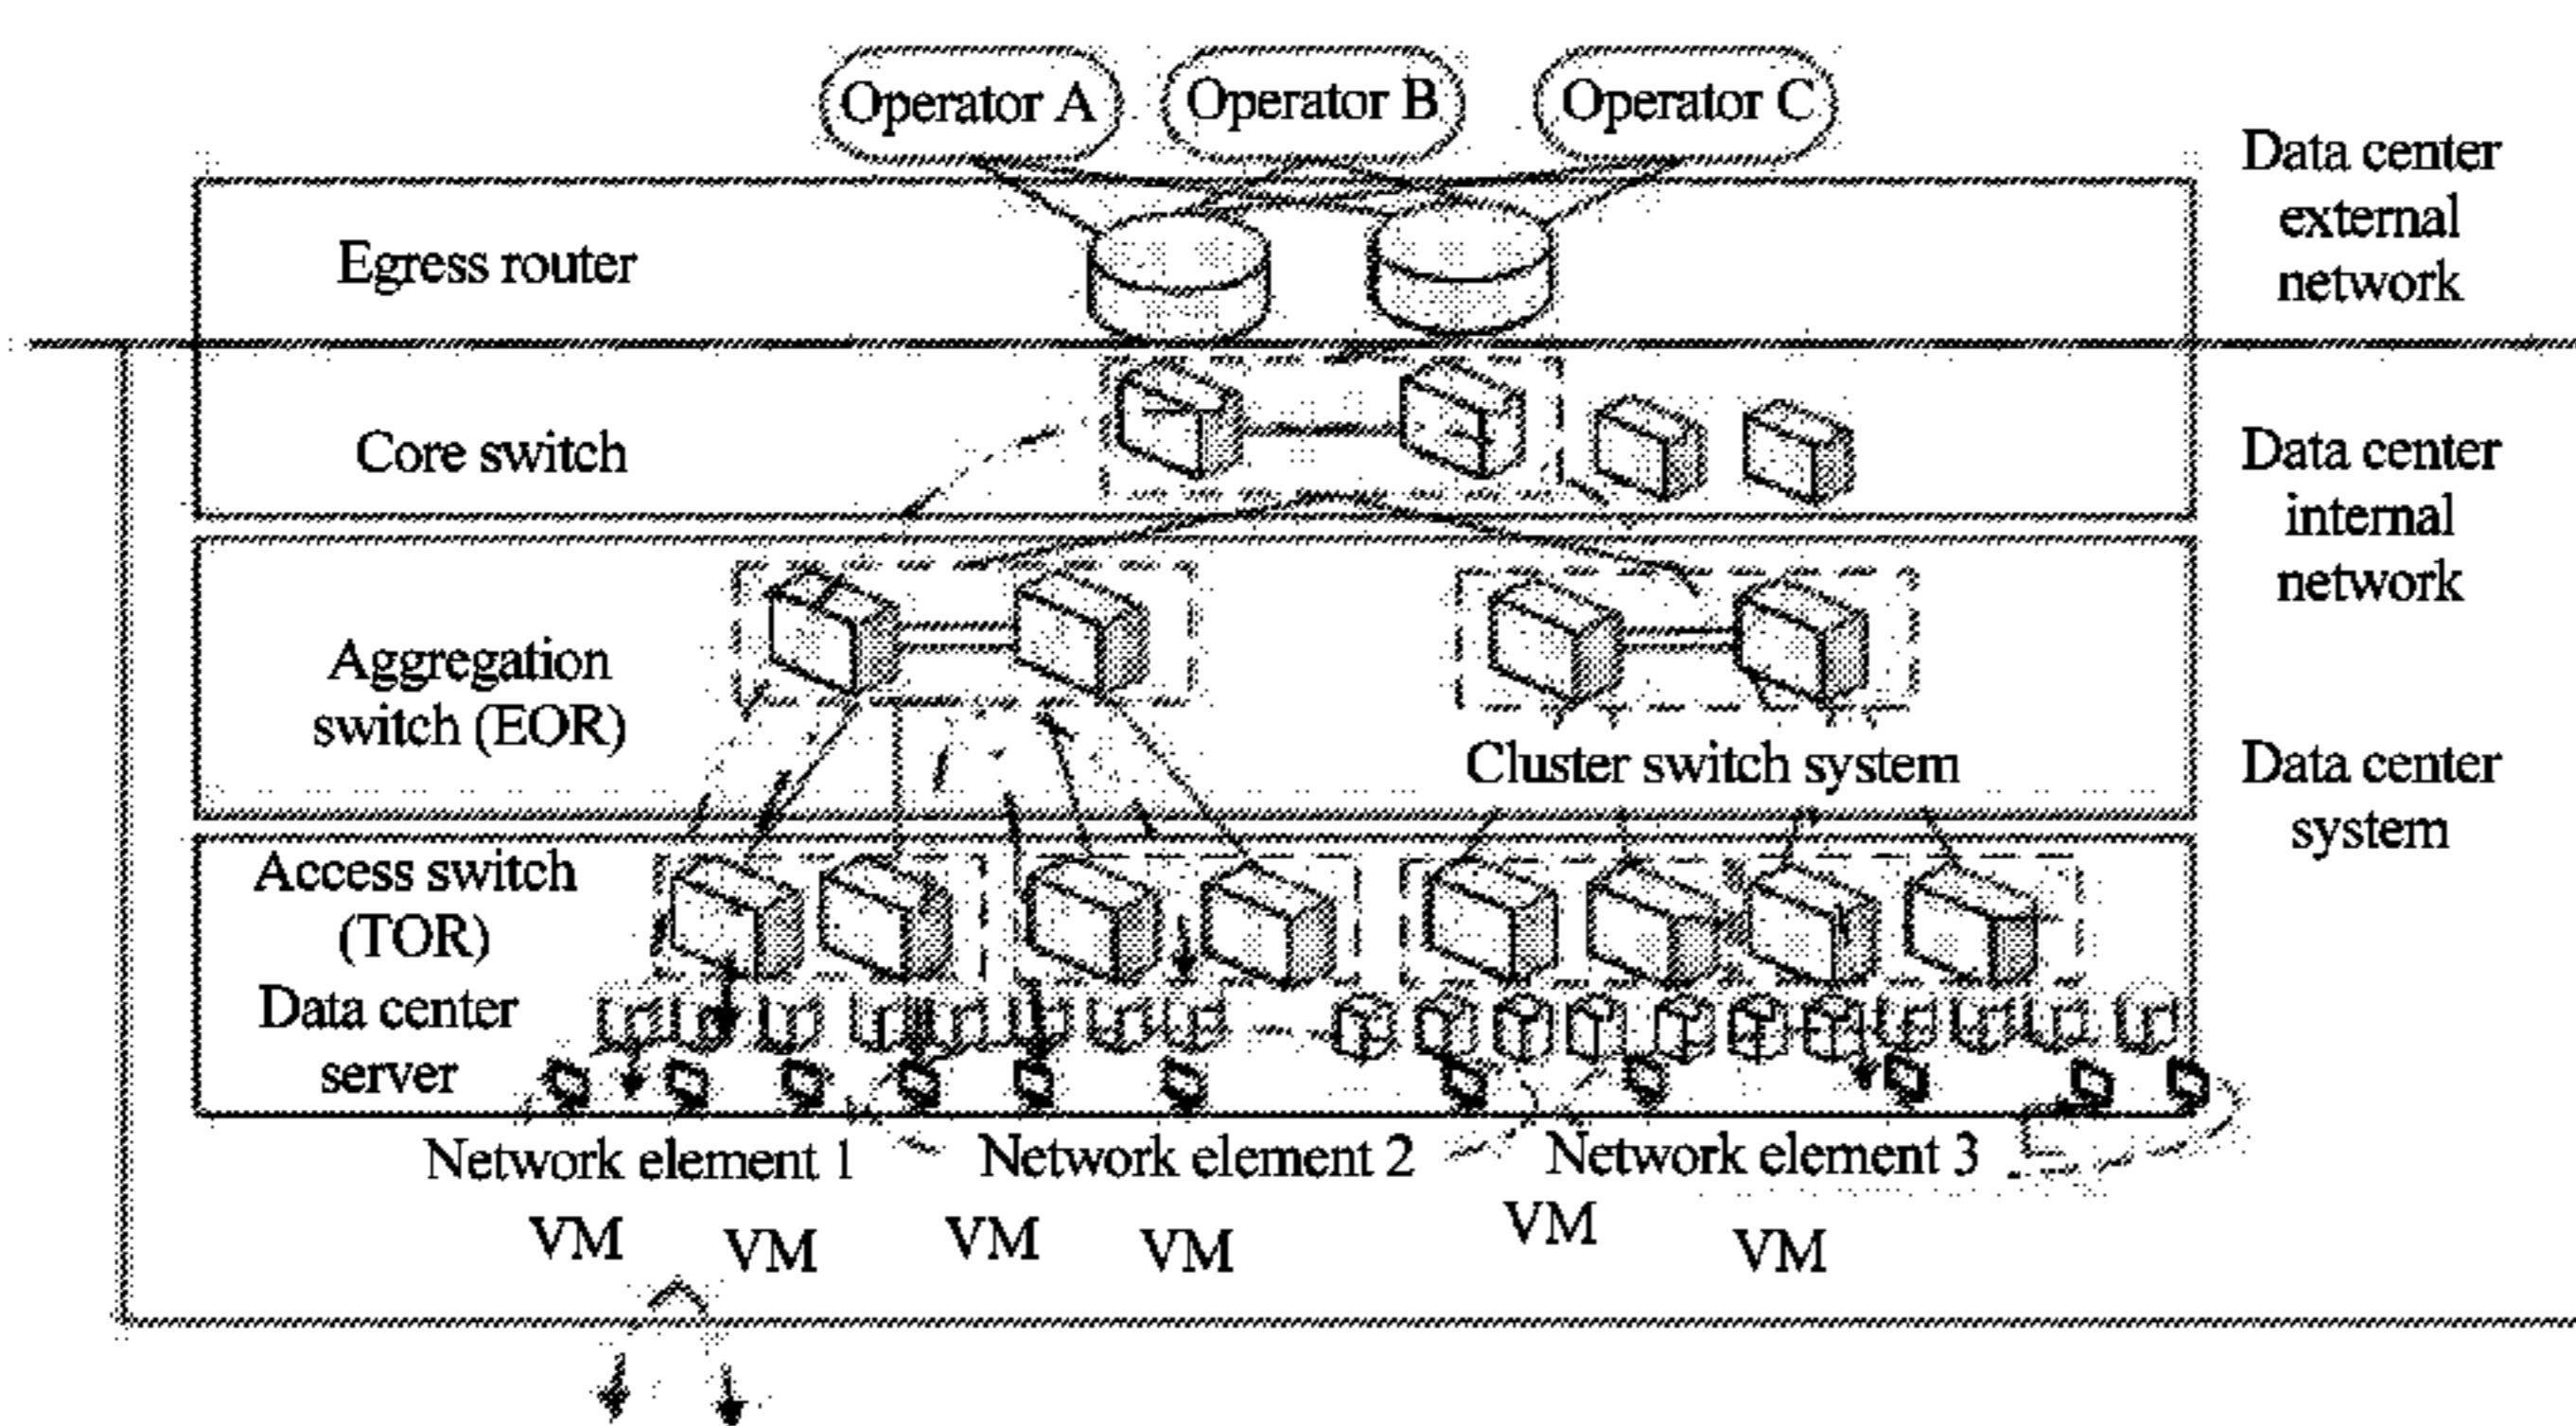 Operator A
Operator B
Operator C
Data center
external
network
Egress router
Core switch
Data center
internal
network
Aggregation
switch (EOR)
Cluster switch system
Data center
system
Access switch
(TOR)
Data center
server
Network element 1
Network element 2
Network element 3
VM
VM
VM
VM
VM
VM